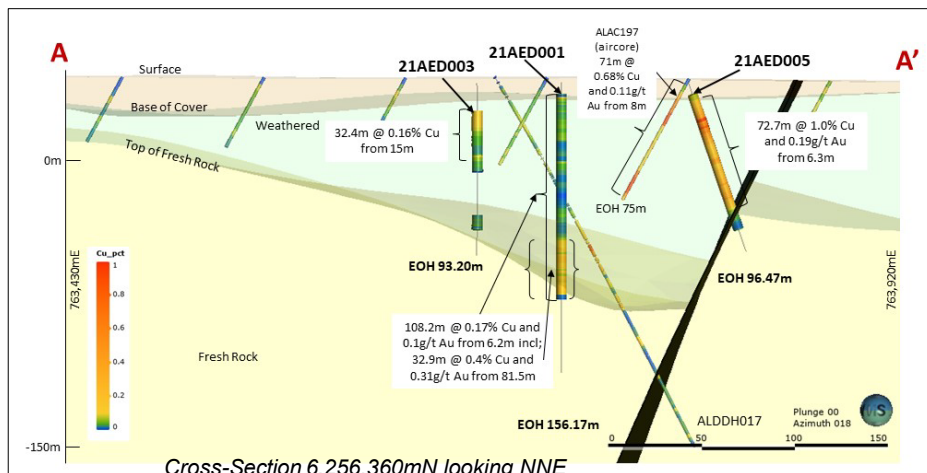 A
A'
21AED003
21AED001
ALAC197
(aircore)
71m @
0.68% Cu
and 0.11g/t
Au from 8m
21AED005
Surface
Base of Cover
Weathered
Top of Fresh Rock
32.4m @ 0.16% Cu
from 15m
72.7m @ 1.0% Cu
and 0.19g/t Au
from 6.3m
0m
EOH 75m
EOH 93.20m
EOH 96.47m
763,430mE
763,920mE
Cu_pct
1
0.8
0.6
0.4
0.2
0
108.2m @ 0.17% Cu and
0.1g/t Au from 6.2m incl;
32.9m @ 0.4% Cu and
0.31g/t Au from 81.5m
Fresh Rock
EOH 156.17m
ALDDH017
Plunge 00
Azimuth 018
-150m
0
50
100
150
Cross-Section 6,256,360mN looking NNE